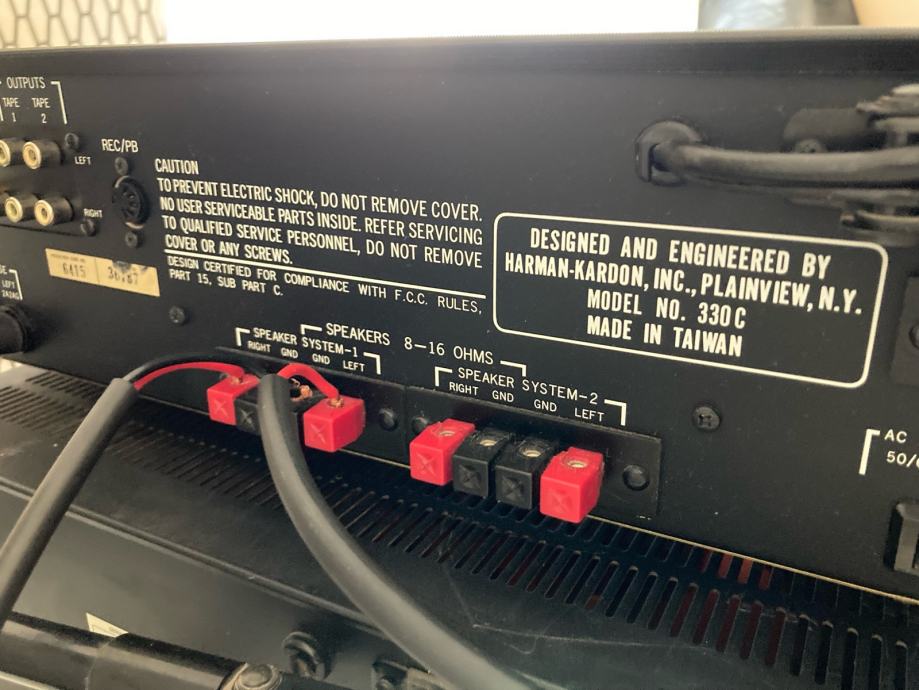 OUTPUTS
TAPE TAPE
1 2
LEFT
REC/PB
RIGHT
CAUTION
TO PREVENT ELECTRIC SHOCK, DO NOT REMOVE COVER.
NO USER SERVICEABLE PARTS INSIDE. REFER SERVICING
TO QUALIFIED SERVICE PERSONNEL, DO NOT REMOVE
COVER OR ANY SCREWS.
DESIGN CERTIFIED FOR COMPLIANCE WITH F.C.C. RULES,
PART 15, SUB PART C.
DESIGNED AND ENGINEERED BY
HARMAN-KARDON, INC., PLAINVIEW, N.Y.
MODEL NO. 330C
MADE IN TAIWAN
6415
LEFT
SPEAKERS 8-16 OHMS
SPEAKER SYSTEM-1
RIGHT GND GND LEFT
SPEAKER SYSTEM-2
RIGHT GND GND LEFT
AC